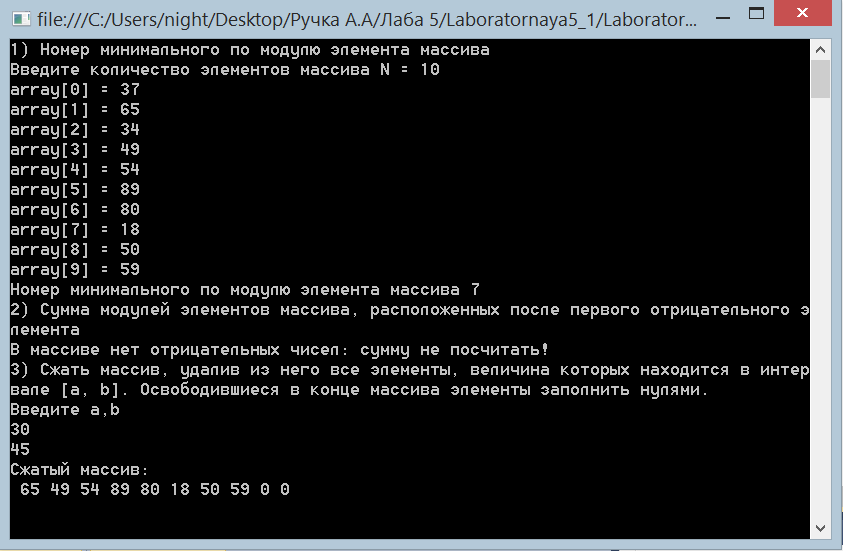 file:///C:/Users/night/Desktop/Ручка А.А/Лаба 5/Laboratornaya5_1/Laborator...
1) Номер минимального по модулю элемента массива
Введите количество элементов массива N = 10
array[0] = 37
array[1] = 65
array[2] = 34
array[3] = 49
array[4] = 54
array[5] = 89
array[6] = 80
array[7] = 18
array[8] = 50
array[9] = 59
Номер минимального по модулю элемента массива 7
2) Сумма модулей элементов массива, расположенных после первого отрицательного э
лемента
В массиве нет отрицательных чисел: сумму не посчитать!
3) Сжать массив, удалив из него все элементы, величина которых находится в интер
вале [a, b]. Освободившиеся в конце массива элементы заполнить нулями.
Введите a,b
30
45
Сжатый массив:
65 49 54 89 80 18 50 59 0 0